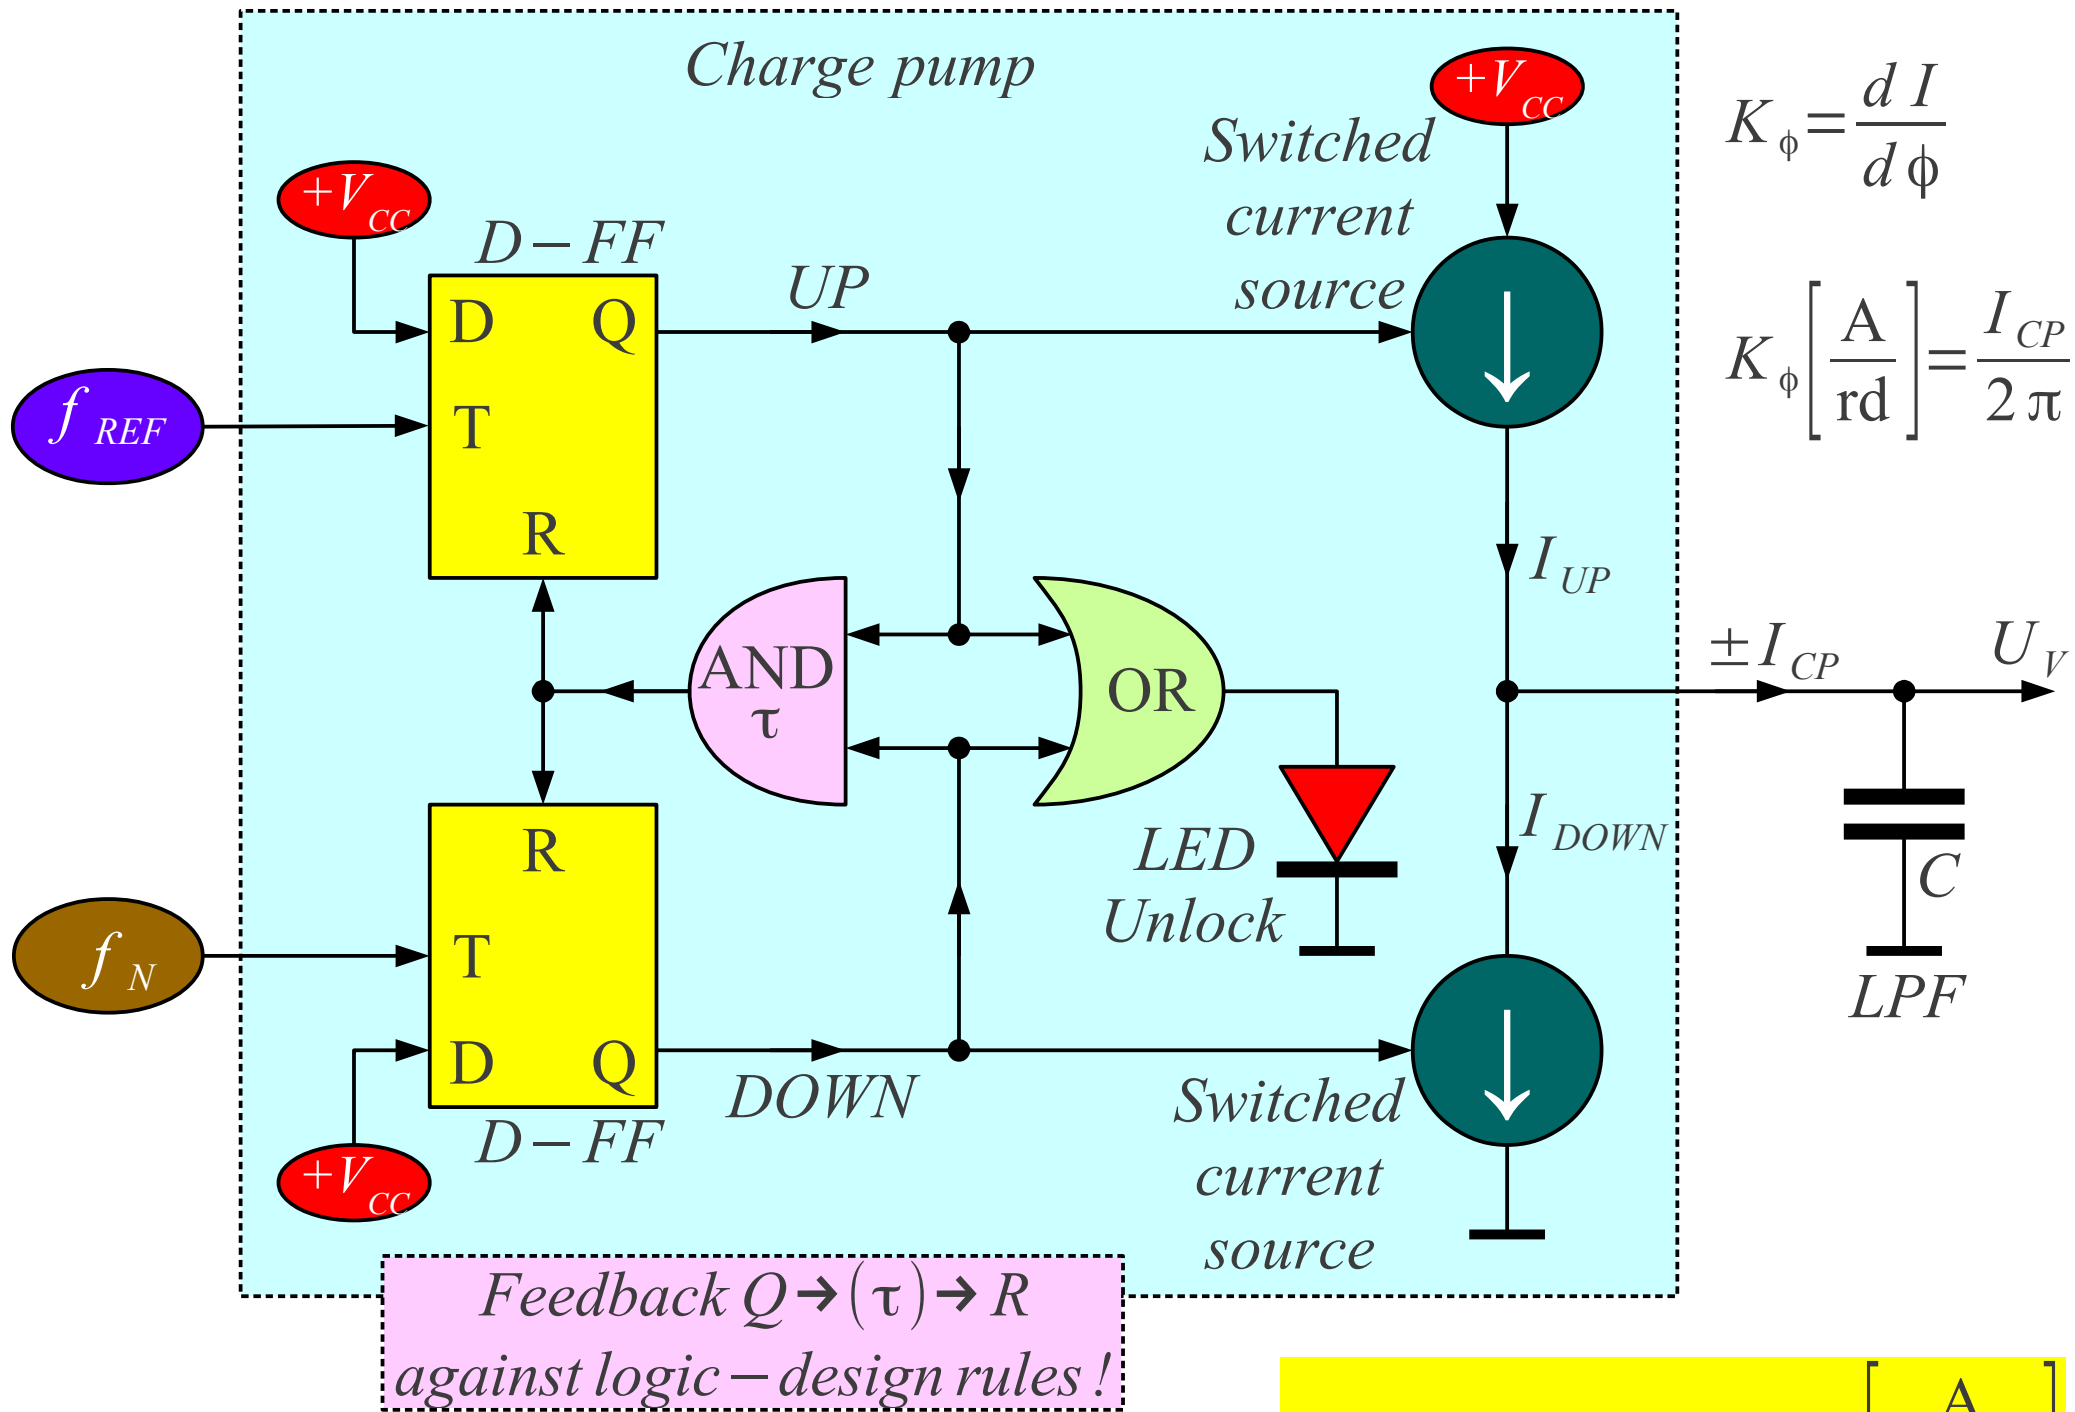 Charge pump
+V CC
Switched
current
source
K ϕ = d I / d ϕ
+V CC
D−FF
D Q
T
R
UP
f REF
K ϕ [A/rd] = I CP / 2 π
I UP
AND
τ
OR
± I CP
U V
R
T
D Q
D−FF
f N
+V CC
DOWN
LED
Unlock
I DOWN
C
LPF
Switched
current
source
Feedback Q→(τ)→R
against logic−design rules!
[A]